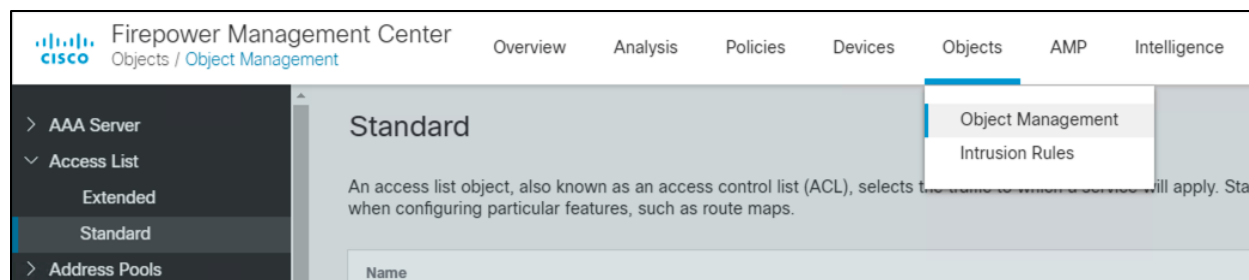 Firepower Management Center
CISCO
Objects / Object Management
Overview
Analysis
Policies
Devices
Objects
AMP
Intelligence
Object Management
Intrusion Rules
AAA Server
Access List
Extended
Standard
Address Pools
Standard
An access list object, also known as an access control list (ACL), selects the traffic to which a service will apply. Sta
when configuring particular features, such as route maps.
Name